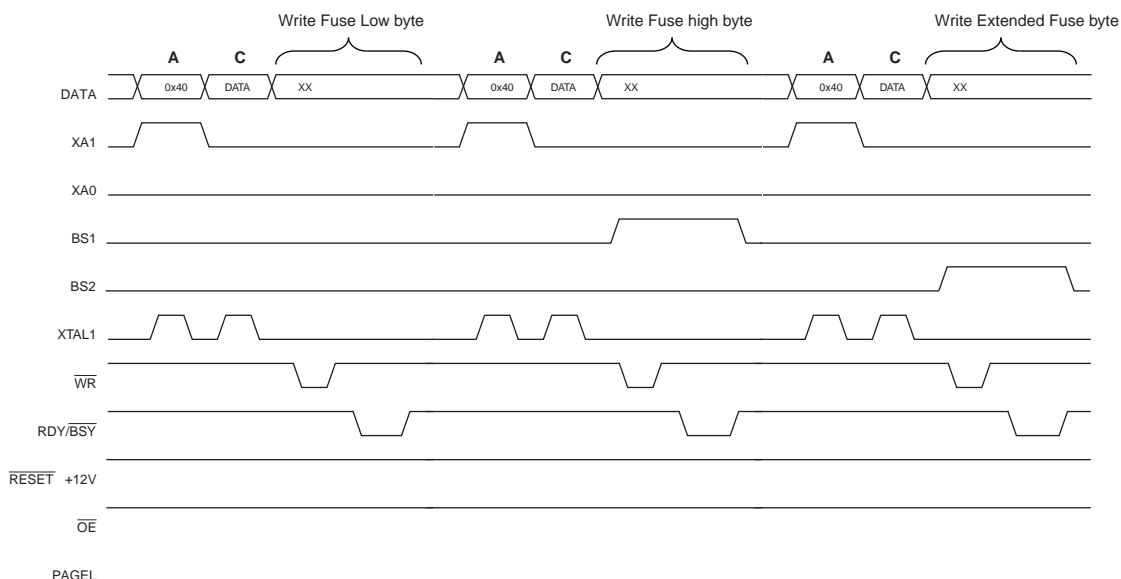 Write Fuse Low byte Write Fuse high byte Write Extended Fuse byte
A C A C A C
DATA 0x40 DATA XX 0x40 DATA XX 0x40 DATA XX
XA1
XA0
BS1
BS2
XTAL1
WR
RDY/BSY
RESET +12V
OE
PAGEL